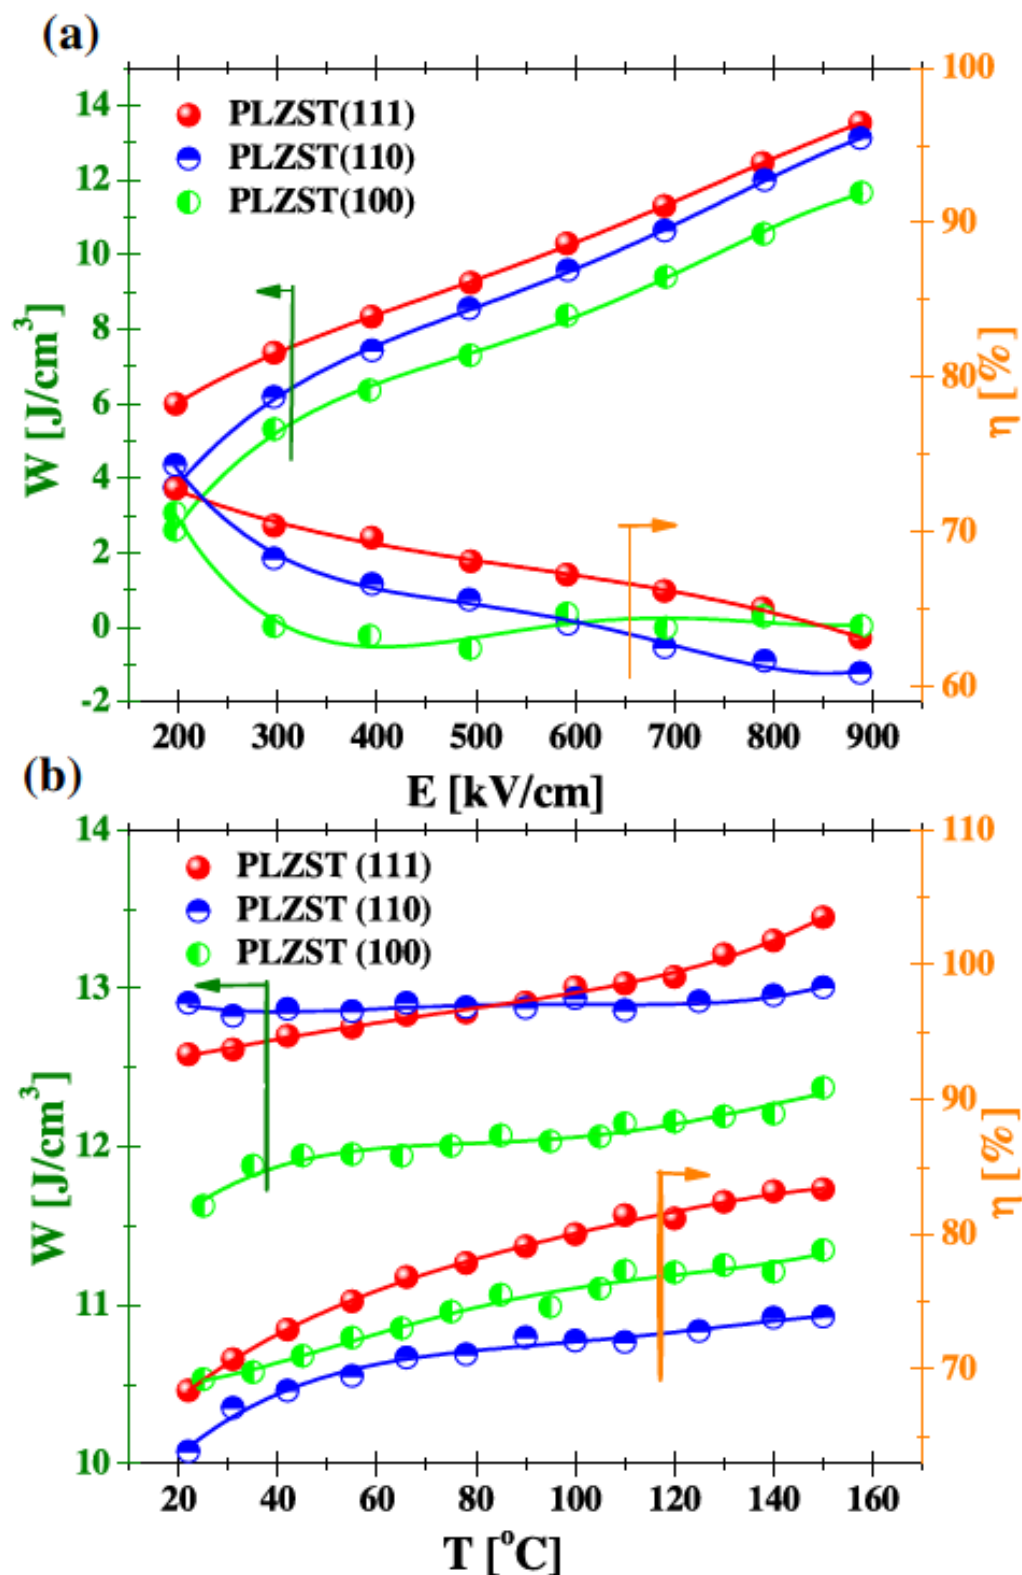 (a)
100
14
PLZST(111)
PLZST(110)
12
PLZST(100)
90
10
W [J/cm³]
8
80
η [%]
6
4
70
2
0
60
-2
200 300 400 500 600 700 800 900
E [kV/cm]
(b)
14
110
PLZST (111)
PLZST (110)
PLZST (100)
100
13
W [J/cm³]
90
η [%]
12
80
11
70
10
20 40 60 80 100 120 140 160
T [°C]